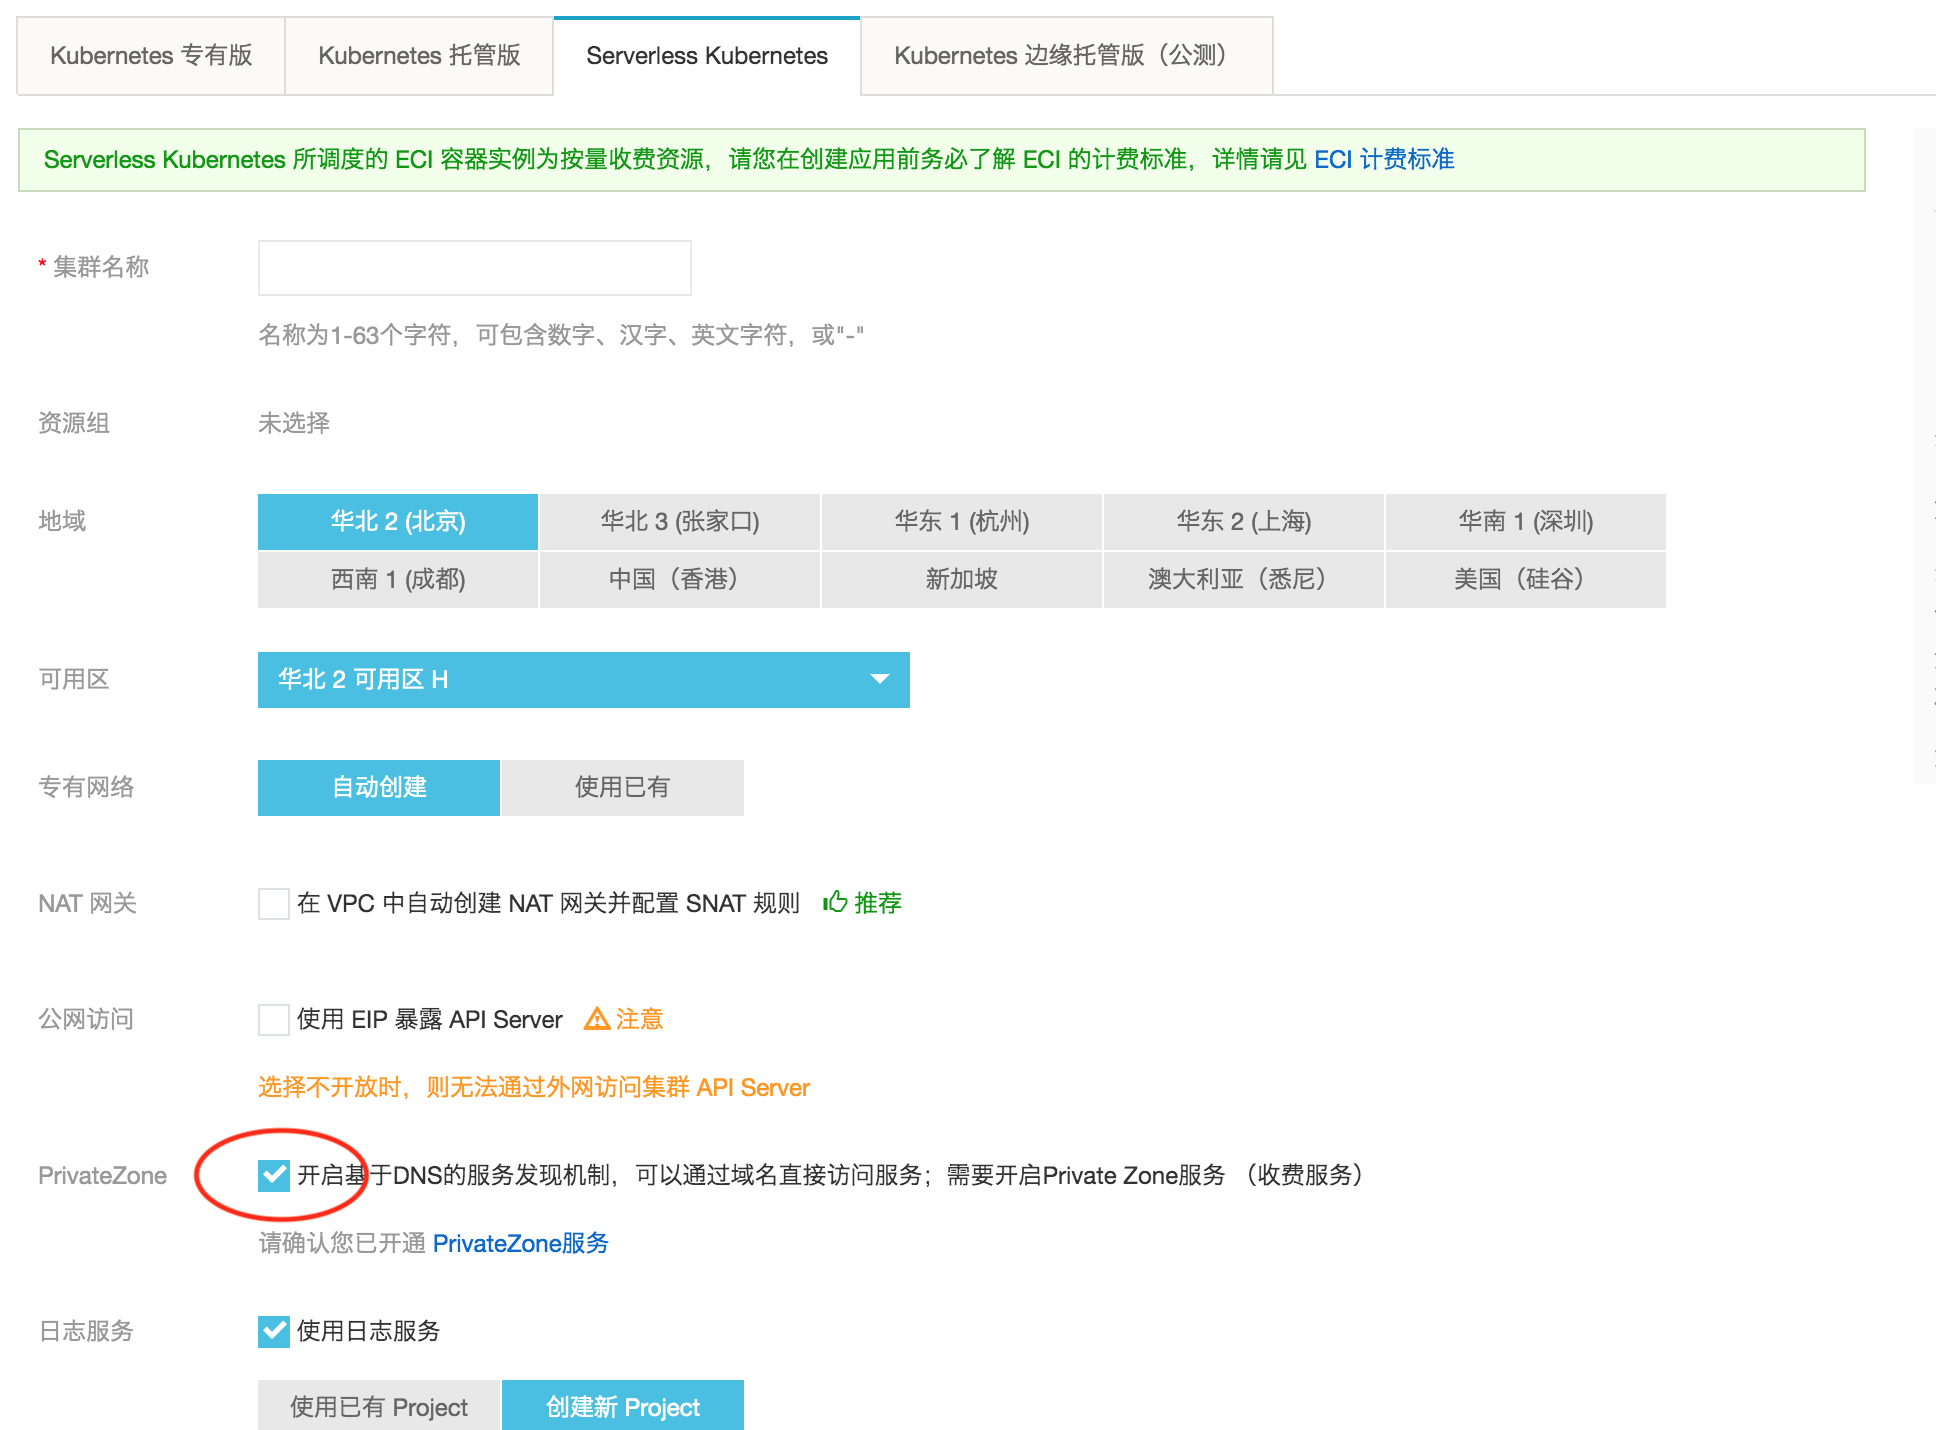 Kubernetes 专有版
Kubernetes 托管版
Serverless Kubernetes
Kubernetes 边缘托管版（公测）
Serverless Kubernetes 所调度的 ECI 容器实例为按量收费资源，请您在创建应用前务必了解 ECI 的计费标准，详情请见 ECI 计费标准
* 集群名称
名称为1-63个字符，可包含数字、汉字、英文字符，或"-"
资源组
未选择
地域
华北 2 (北京)
华北 3 (张家口)
华东 1 (杭州)
华东 2 (上海)
华南 1 (深圳)
西南 1 (成都)
中国（香港）
新加坡
澳大利亚（悉尼）
美国（硅谷）
可用区
华北 2 可用区 H
专有网络
自动创建
使用已有
NAT 网关
在 VPC 中自动创建 NAT 网关并配置 SNAT 规则
推荐
公网访问
使用 EIP 暴露 API Server
注意
选择不开放时，则无法通过外网访问集群 API Server
PrivateZone
开启基于DNS的服务发现机制，可以通过域名直接访问服务；需要开启Private Zone服务 （收费服务）
请确认您已开通 PrivateZone服务
日志服务
使用日志服务
使用已有 Project
创建新 Project